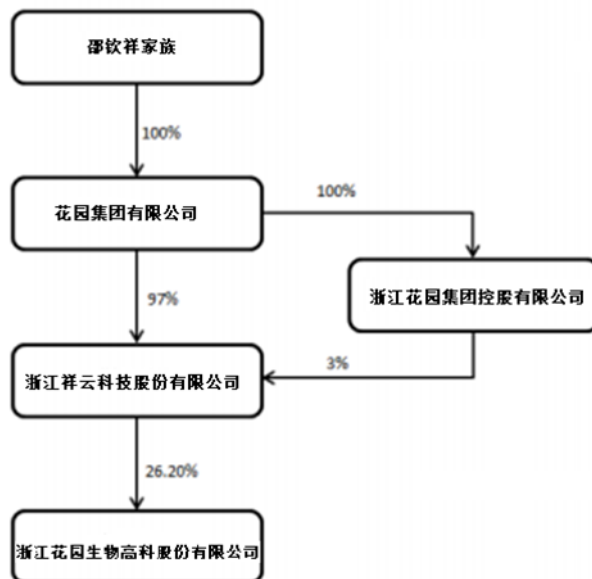 邵钦祥家族
100%
花园集团有限公司
100%
浙江花园集团控股有限公司
97%
3%
浙江祥云科技股份有限公司
26.20%
浙江花园生物高科股份有限公司